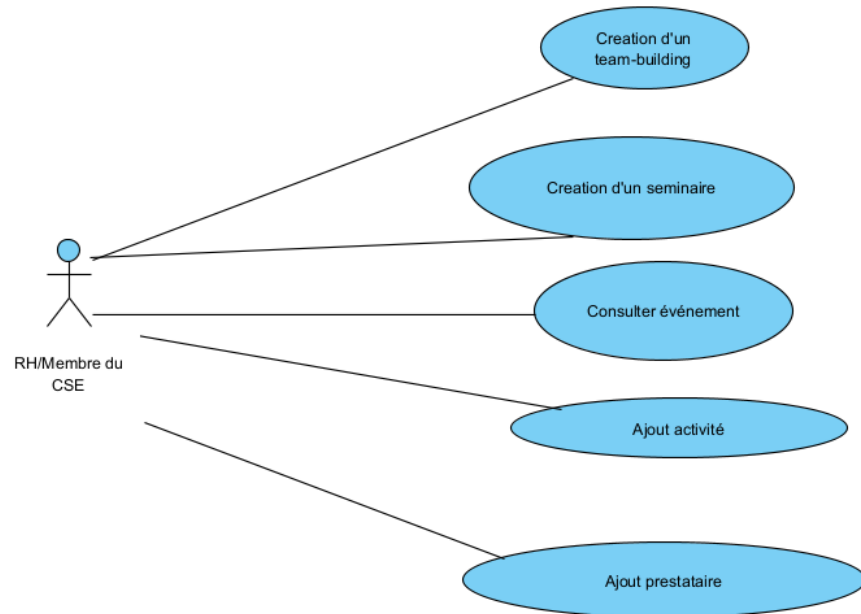 Creation d'un
team-building
Creation d'un seminaire
Consulter événement
RH/Membre du
CSE
Ajout activité
Ajout prestataire